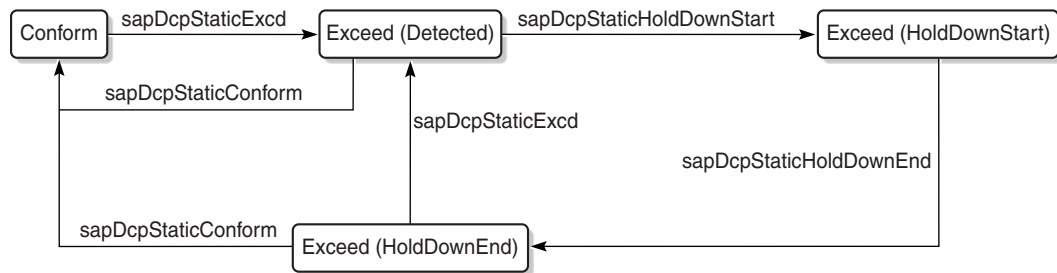 Conform
sapDcpStaticExcd
Exceed (Detected)
sapDcpStaticHoldDownStart
Exceed (HoldDownStart)
sapDcpStaticConform
sapDcpStaticExcd
sapDcpStaticHoldDownEnd
sapDcpStaticConform
Exceed (HoldDownEnd)